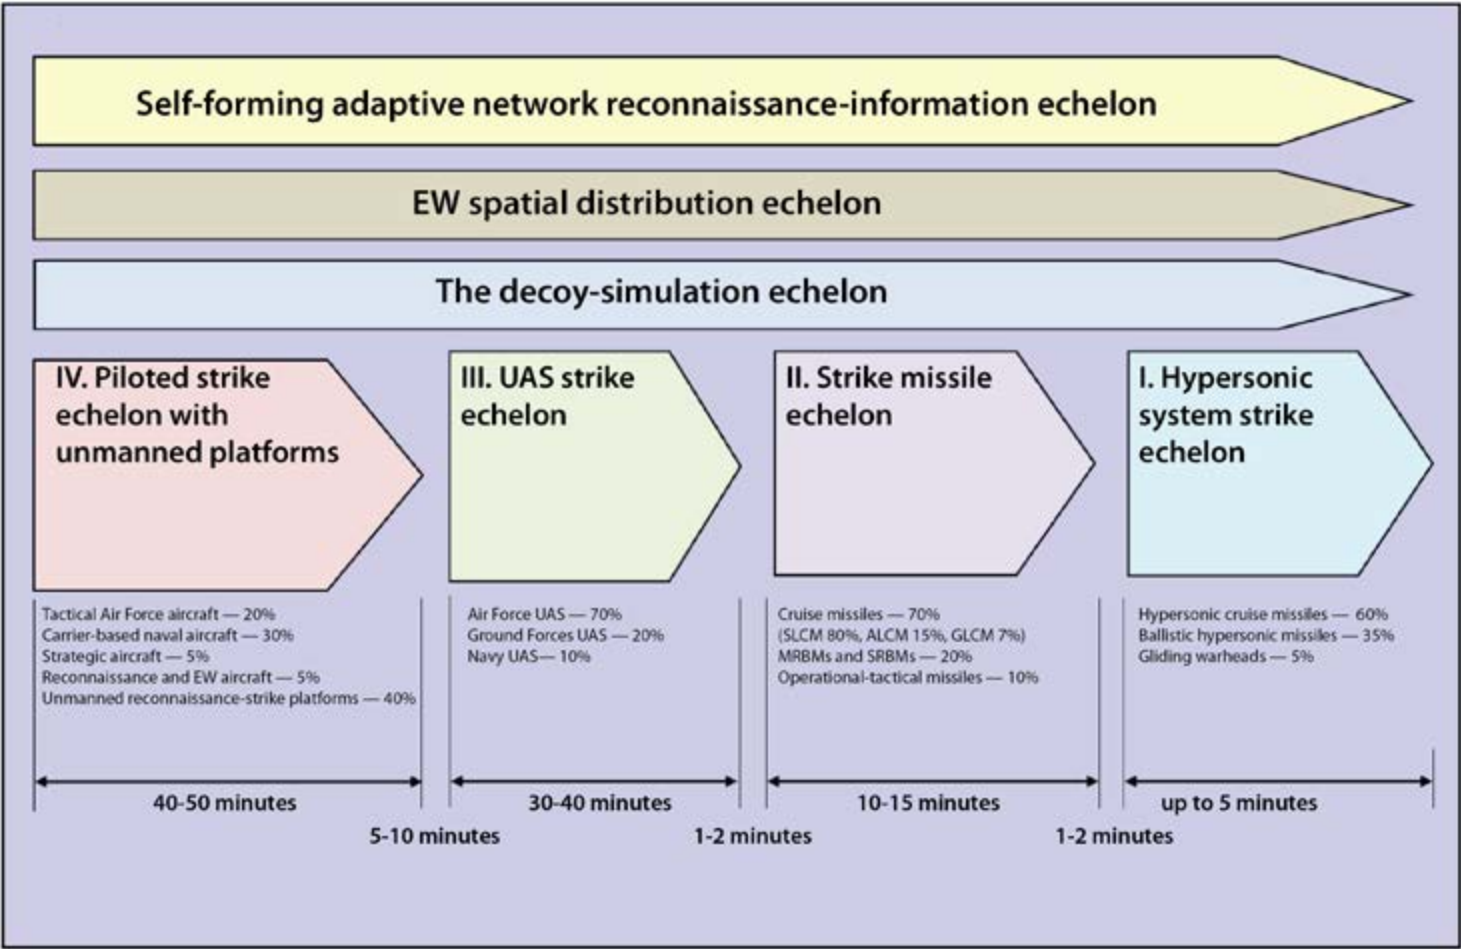 Self-forming adaptive network reconnaissance-information echelon
EW spatial distribution echelon
The decoy-simulation echelon
IV. Piloted strike
echelon with
unmanned platforms
III. UAS strike
echelon
II. Strike missile
echelon
I. Hypersonic
system strike
echelon
Tactical Air Force aircraft — 20%
Carrier-based naval aircraft — 30%
Strategic aircraft — 5%
Reconnaissance and EW aircraft — 5%
Unmanned reconnaissance-strike platforms — 40%
Air Force UAS — 70%
Ground Forces UAS — 20%
Navy UAS— 10%
Cruise missiles — 70%
(SLCM 80%, ALCM 15%, GLCM 7%)
MRBMs and SRBMs — 20%
Operational-tactical missiles — 10%
Hypersonic cruise missiles — 60%
Ballistic hypersonic missiles — 35%
Gliding warheads — 5%
40-50 minutes
30-40 minutes
10-15 minutes
up to 5 minutes
5-10 minutes
1-2 minutes
1-2 minutes